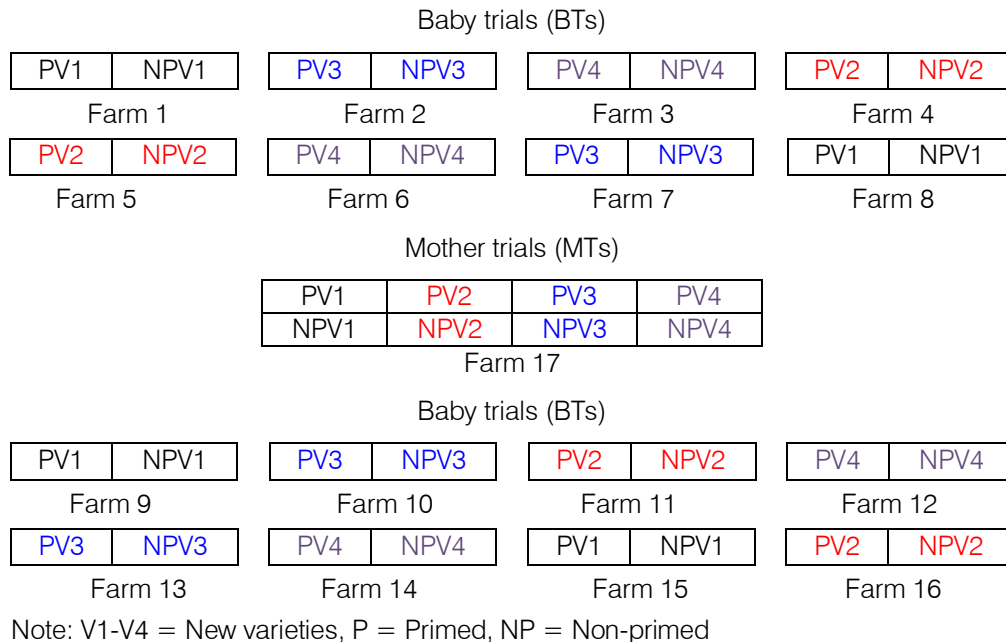 Baby trials (BTs)
PV1 NPV1 PV3 NPV3 PV4 NPV4 PV2 NPV2
Farm 1 Farm 2 Farm 3 Farm 4
PV2 NPV2 PV4 NPV4 PV3 NPV3 PV1 NPV1
Farm 5 Farm 6 Farm 7 Farm 8
Mother trials (MTs)
PV1 PV2 PV3 PV4
NPV1 NPV2 NPV3 NPV4
Farm 17
Baby trials (BTs)
PV1 NPV1 PV3 NPV3 PV2 NPV2 PV4 NPV4
Farm 9 Farm 10 Farm 11 Farm 12
PV3 NPV3 PV4 NPV4 PV1 NPV1 PV2 NPV2
Farm 13 Farm 14 Farm 15 Farm 16
Note: V1-V4 = New varieties, P = Primed, NP = Non-primed